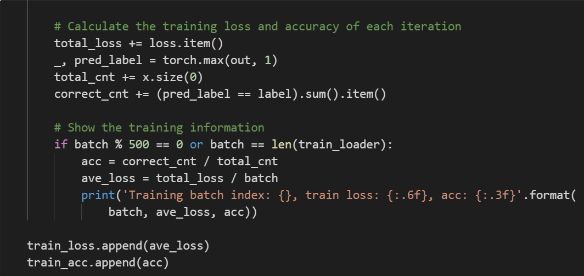 # Calculate the training loss and accuracy of each iteration
total_loss += loss.item()
_, pred_label = torch.max(out, 1)
total_cnt += x.size(0)
correct_cnt += (pred_label == label).sum().item()
# Show the training information
if batch % 500 == 0 or batch == len(train_loader):
acc = correct_cnt / total_cnt
ave_loss = total_loss / batch
print('Training batch index: {}, train loss: {:.6f}, acc: {:.3f}'.format(
batch, ave_loss, acc))
train_loss.append(ave_loss)
train_acc.append(acc)